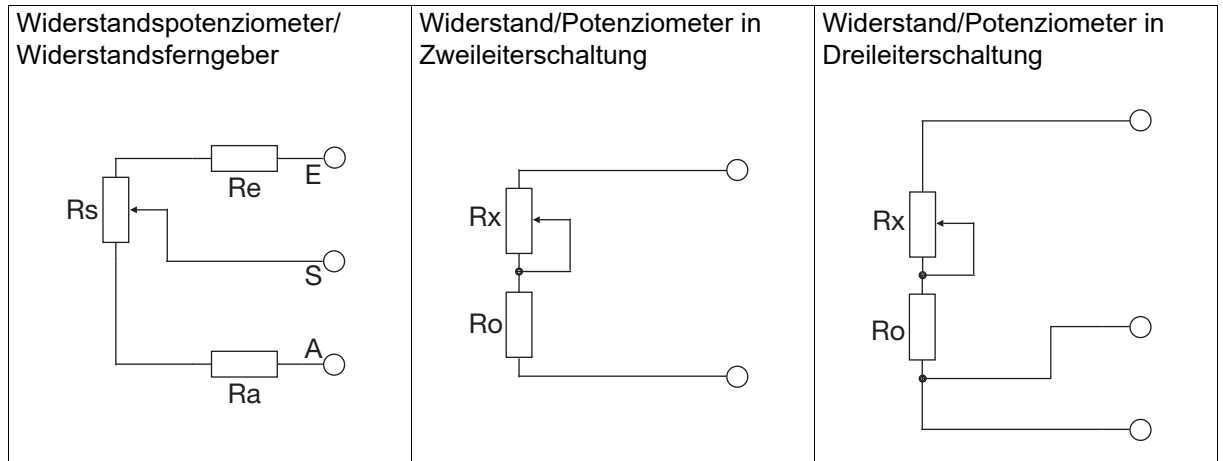 Widerstandspotenziometer/
Widerstandsferngeber
Re
E
Rs
S
A
Ra
Widerstand/Potenziometer in
Zweileiterschaltung
Rx
Ro
Widerstand/Potenziometer in
Dreileiterschaltung
Rx
Ro